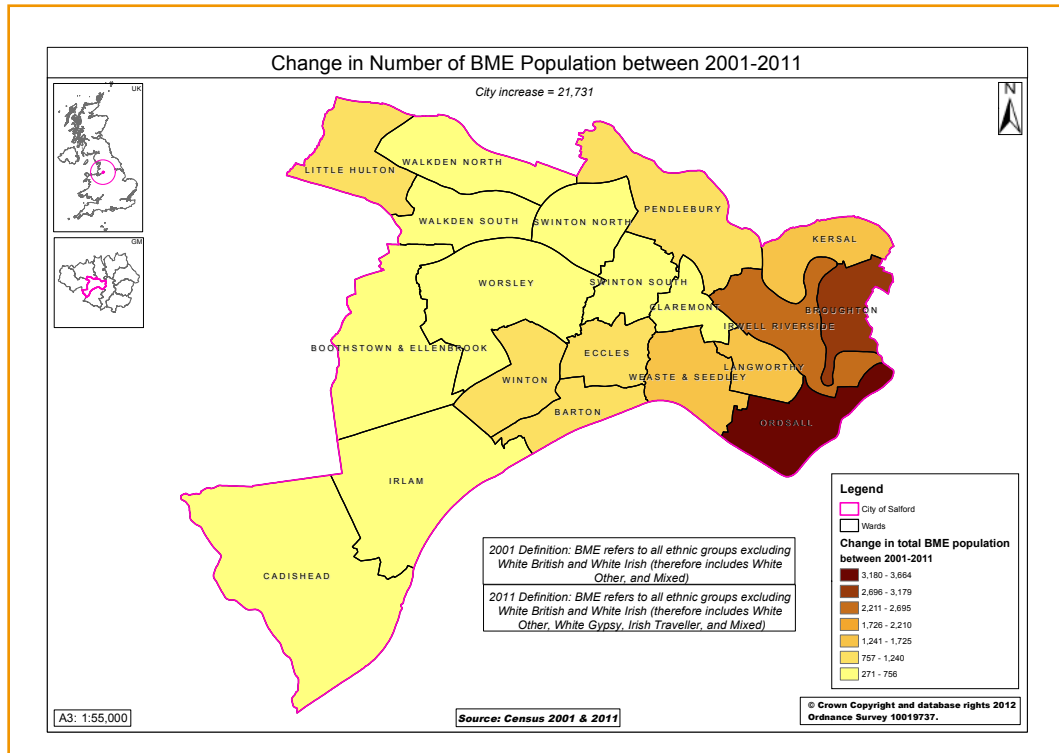 Change in Number of BME Population between 2001-2011
City increase = 21,731
UK
N
GM
LITTLE HULTON
WALKDEN NORTH
WALKDEN SOUTH
SWINTON NORTH
PENDLEBURY
KERSAL
WORSLEY
SWINTON SOUTH
CLAREMONT
BROUGHTON
IRWELL RIVERSIDE
BOOTHSTOWN & ELLENBROOK
ECCLES
LANGWORTHY
WINTON
WEASTE & SEEDLEY
BARTON
ORDSALL
IRLAM
CADISHEAD
Legend
City of Salford
Wards
Change in total BME population
between 2001-2011
3,180 - 3,664
2,696 - 3,179
2,211 - 2,695
1,726 - 2,210
1,241 - 1,725
757 - 1,240
271 - 756
2001 Definition: BME refers to all ethnic groups excluding
White British and White Irish (therefore includes White
Other, and Mixed)
2011 Definition: BME refers to all ethnic groups excluding
White British and White Irish (therefore includes White
Other, White Gypsy, Irish Traveller, and Mixed)
A3: 1:55,000
Source: Census 2001 & 2011
© Crown Copyright and database rights 2012
Ordnance Survey 10019737.